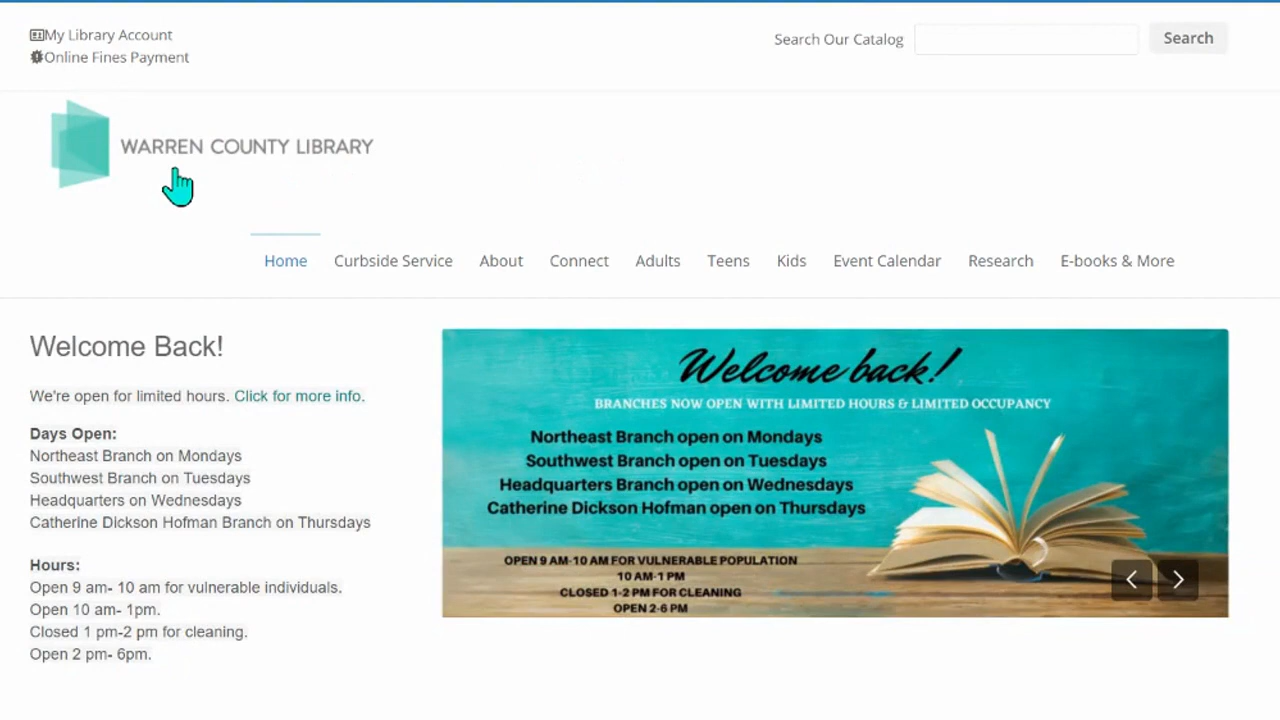 My Library Account
Online Fines Payment
Search Our Catalog
Search
WARREN COUNTY LIBRARY
Home Curbside Service About Connect Adults Teens Kids Event Calendar Research E-books & More
Welcome Back!
We're open for limited hours. Click for more info.
Days Open:
Northeast Branch on Mondays
Southwest Branch on Tuesdays
Headquarters on Wednesdays
Catherine Dickson Hofman Branch on Thursdays
Hours:
Open 9 am- 10 am for vulnerable individuals.
Open 10 am- 1pm.
Closed 1 pm-2 pm for cleaning.
Open 2 pm- 6pm.
Welcome back!
BRANCHES NOW OPEN WITH LIMITED HOURS & LIMITED OCCUPANCY
Northeast Branch open on Mondays
Southwest Branch open on Tuesdays
Headquarters Branch open on Wednesdays
Catherine Dickson Hofman open on Thursdays
OPEN 9 AM-10 AM FOR VULNERABLE POPULATION
10 AM-1 PM
CLOSED 1-2 PM FOR CLEANING
OPEN 2-6 PM